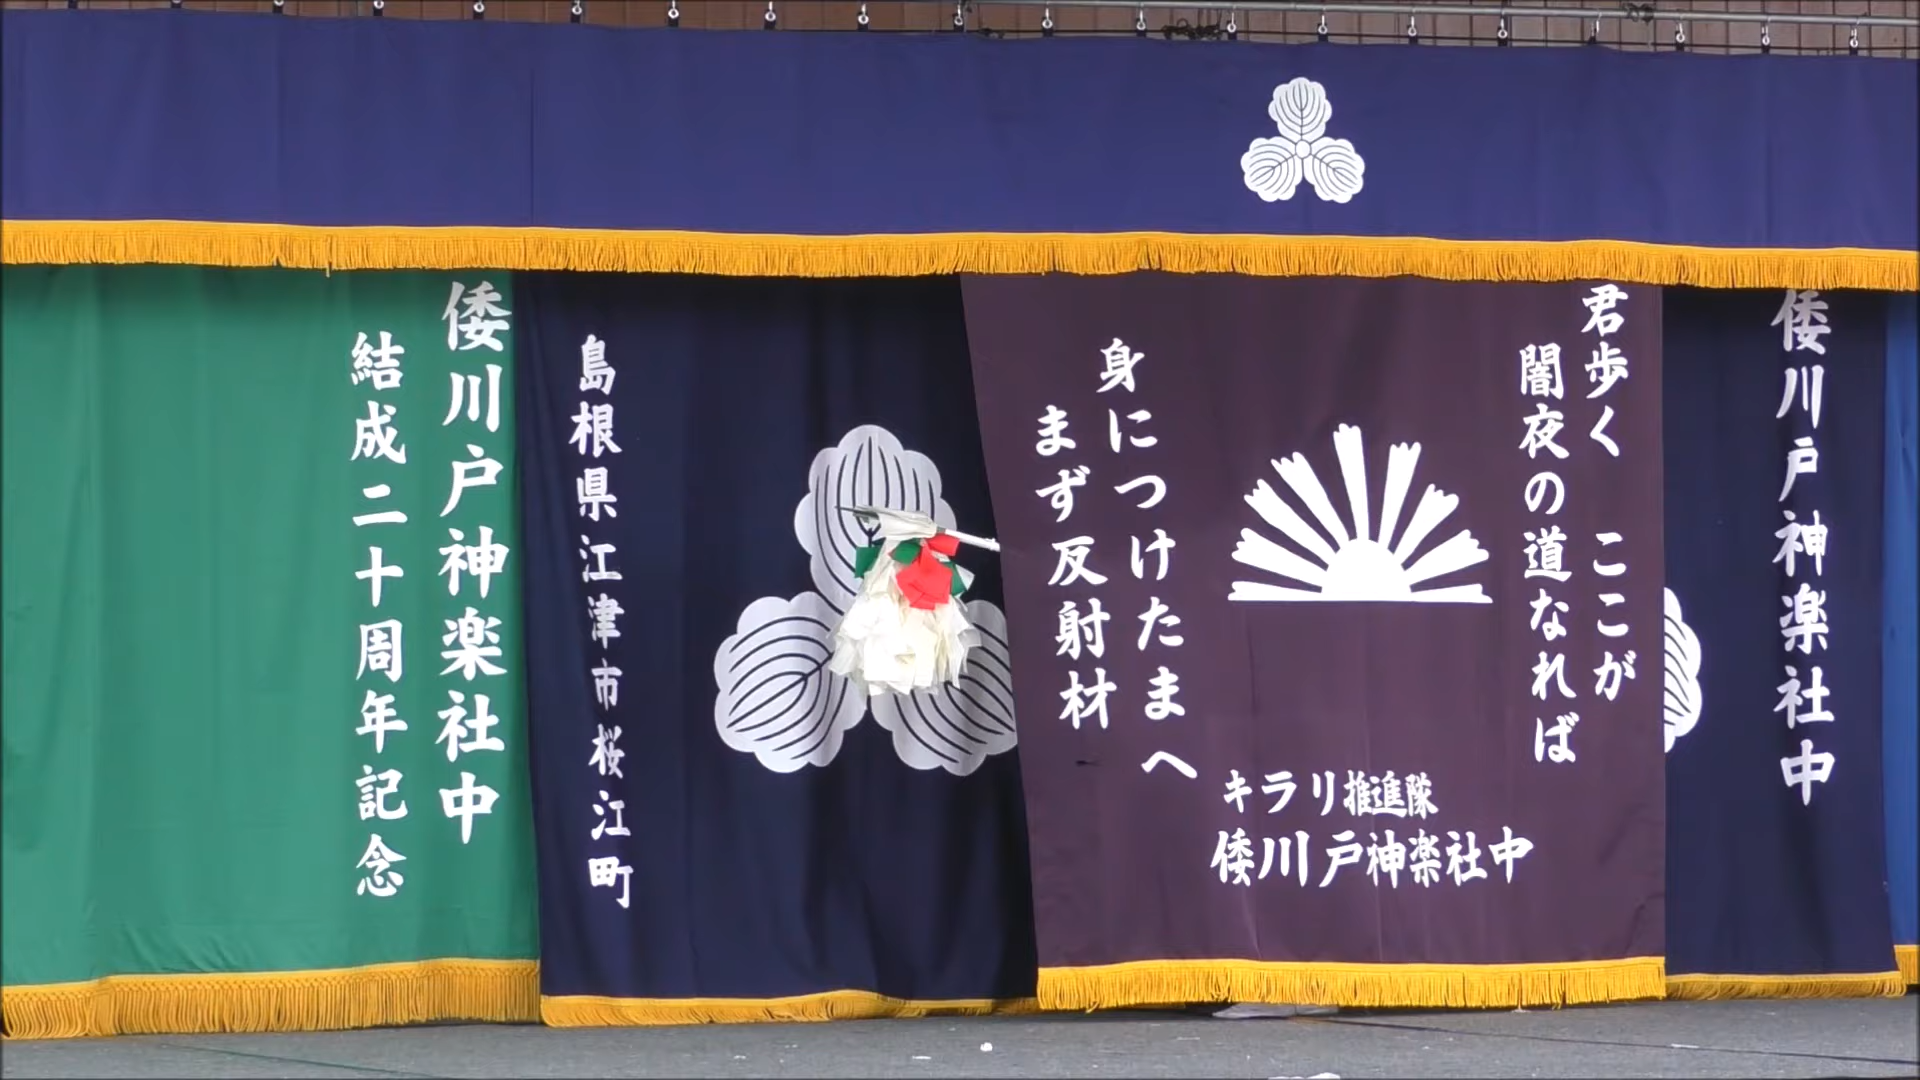 倭川戸神楽社中
君歩く ここが
闇夜の道なれば
身につけたまへ
まず反射材
キラリ推進隊
倭川戸神楽社中
島根県江津市桜江町
倭川戸神楽社中
結成二十周年記念